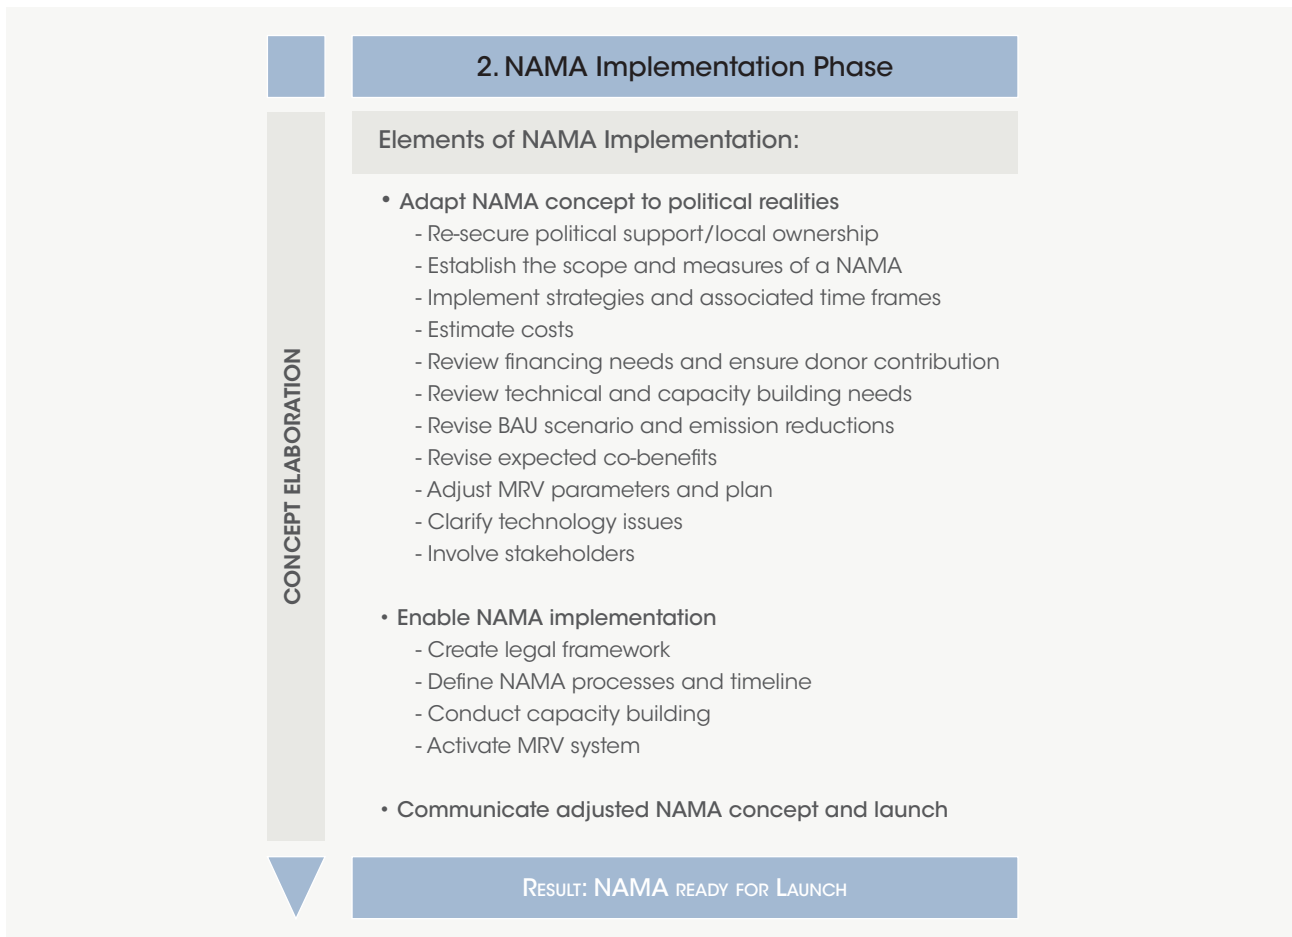 2. NAMA Implementation Phase
Elements of NAMA Implementation:
• Adapt NAMA concept to political realities
- Re-secure political support/local ownership
- Establish the scope and measures of a NAMA
- Implement strategies and associated time frames
- Estimate costs
- Review financing needs and ensure donor contribution
- Review technical and capacity building needs
- Revise BAU scenario and emission reductions
- Revise expected co-benefits
- Adjust MRV parameters and plan
- Clarify technology issues
- Involve stakeholders
• Enable NAMA implementation
- Create legal framework
- Define NAMA processes and timeline
- Conduct capacity building
- Activate MRV system
• Communicate adjusted NAMA concept and launch
CONCEPT ELABORATION
Result: NAMA ready for Launch